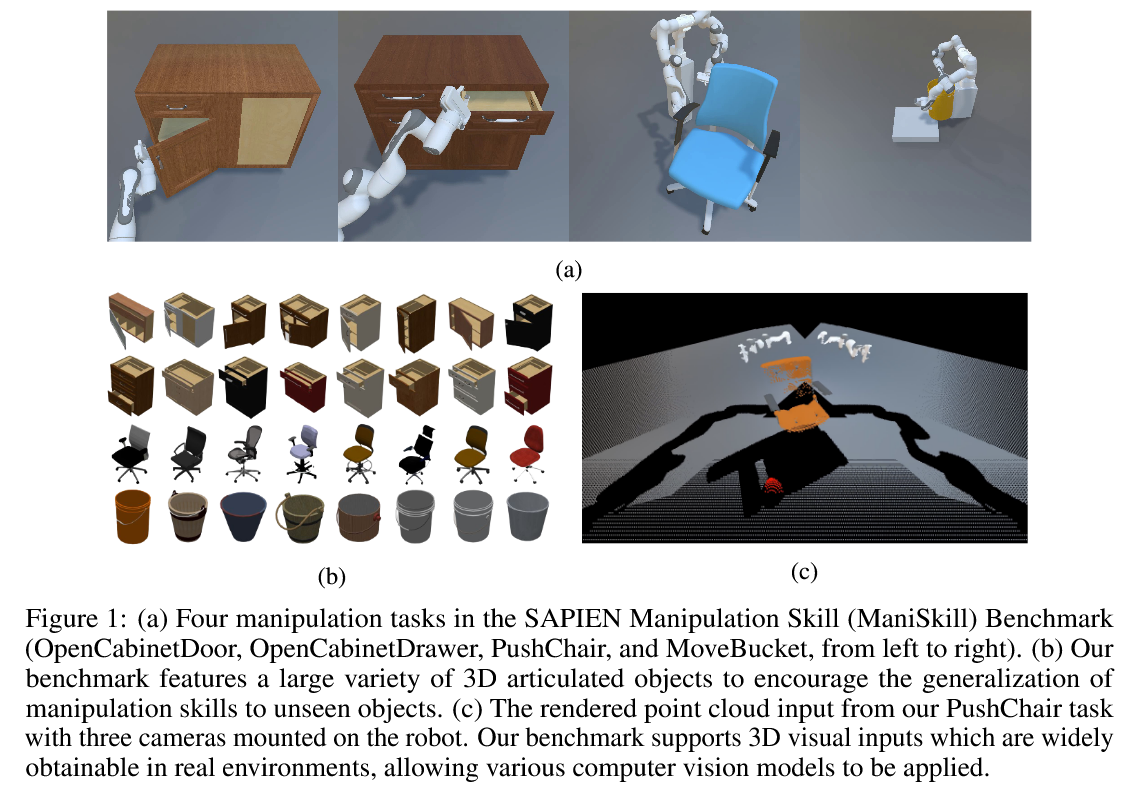 (a)
(b)
(c)
Figure 1: (a) Four manipulation tasks in the SAPIEN Manipulation Skill (ManiSkill) Benchmark
(OpenCabinetDoor, OpenCabinetDrawer, PushChair, and MoveBucket, from left to right). (b) Our
benchmark features a large variety of 3D articulated objects to encourage the generalization of
manipulation skills to unseen objects. (c) The rendered point cloud input from our PushChair task
with three cameras mounted on the robot. Our benchmark supports 3D visual inputs which are widely
obtainable in real environments, allowing various computer vision models to be applied.